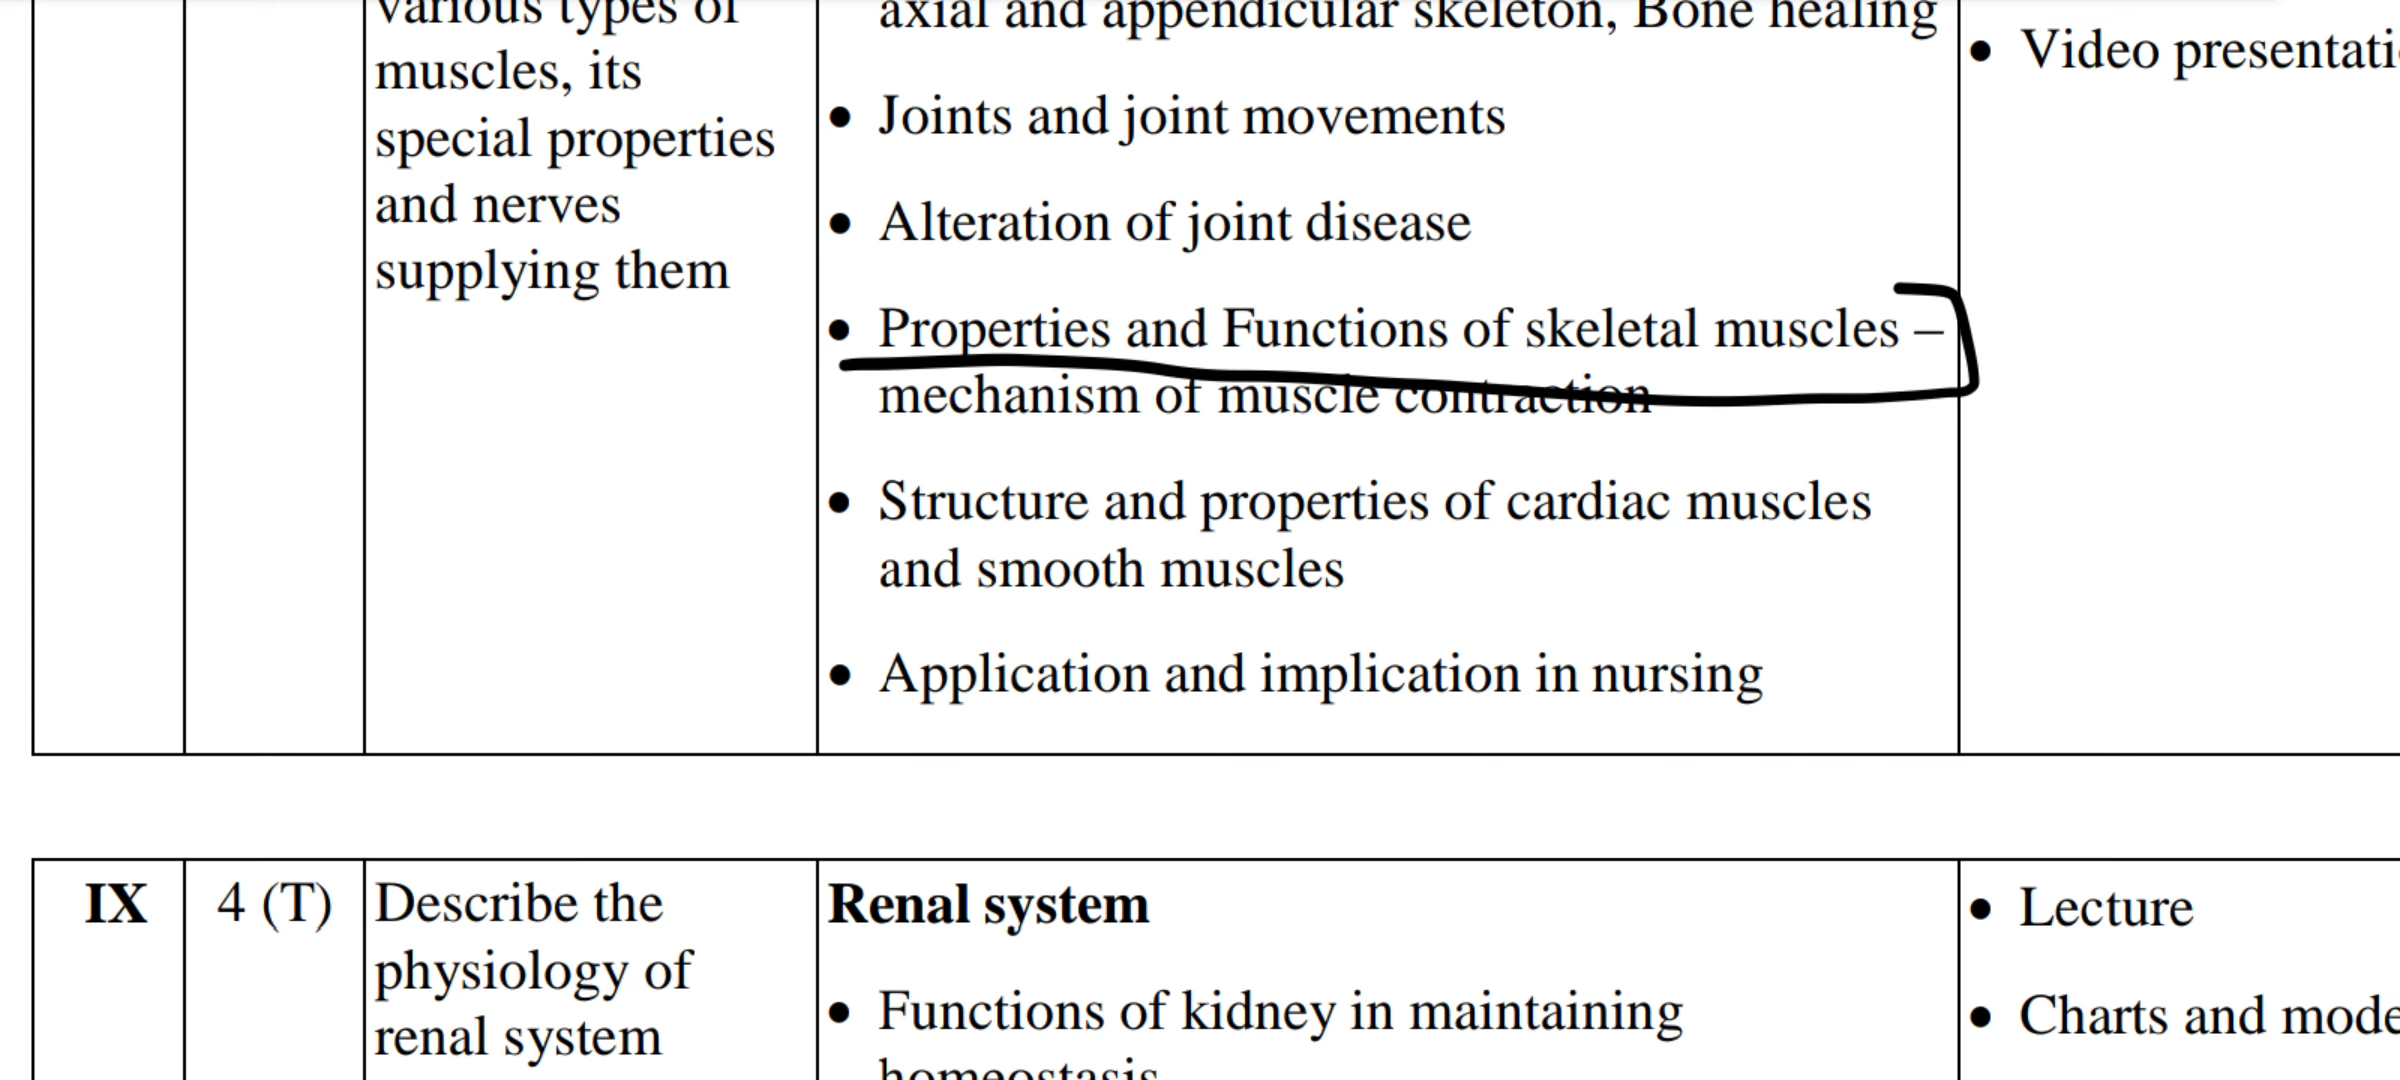 various types of
muscles, its
special properties
and nerves
supplying them
axial and appendicular skeleton, Bone healing
● Joints and joint movements
● Alteration of joint disease
● Properties and Functions of skeletal muscles –
mechanism of muscle contraction
● Structure and properties of cardiac muscles
and smooth muscles
● Application and implication in nursing
● Video presentati
IX
4 (T)
Describe the
physiology of
renal system
Renal system
● Functions of kidney in maintaining
homeostasis
● Lecture
● Charts and mode